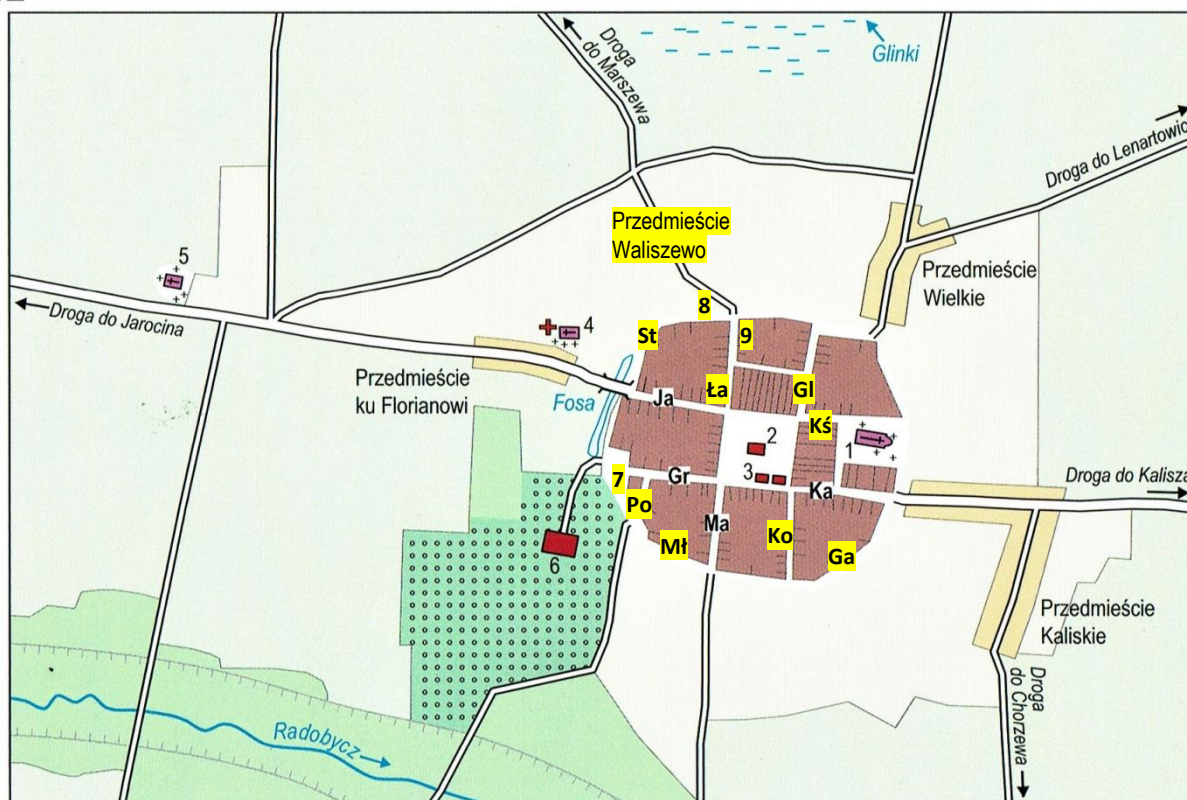 Droga
do Marszewa
Glinki
Droga do Lenartowic
Przedmieście
Waliszewo
5
Przedmieście
Wielkie
Droga do Jarocina
8
4
St
9
Przedmieście
ku Florianowi
Fosa
Ja
Ła
Gl
Kś
2
1
7
Gr
3
Ka
Droga do Kalisza
Po
Ma
Ko
Mł
Ga
6
Przedmieście
Kaliskie
Droga
do Chorzewa
Radobycz